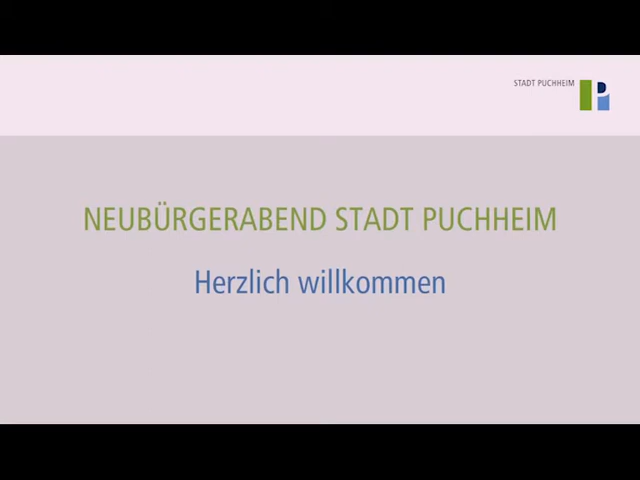 STADT PUCHHEIM
NEUBÜRGERABEND STADT PUCHHEIM
Herzlich willkommen